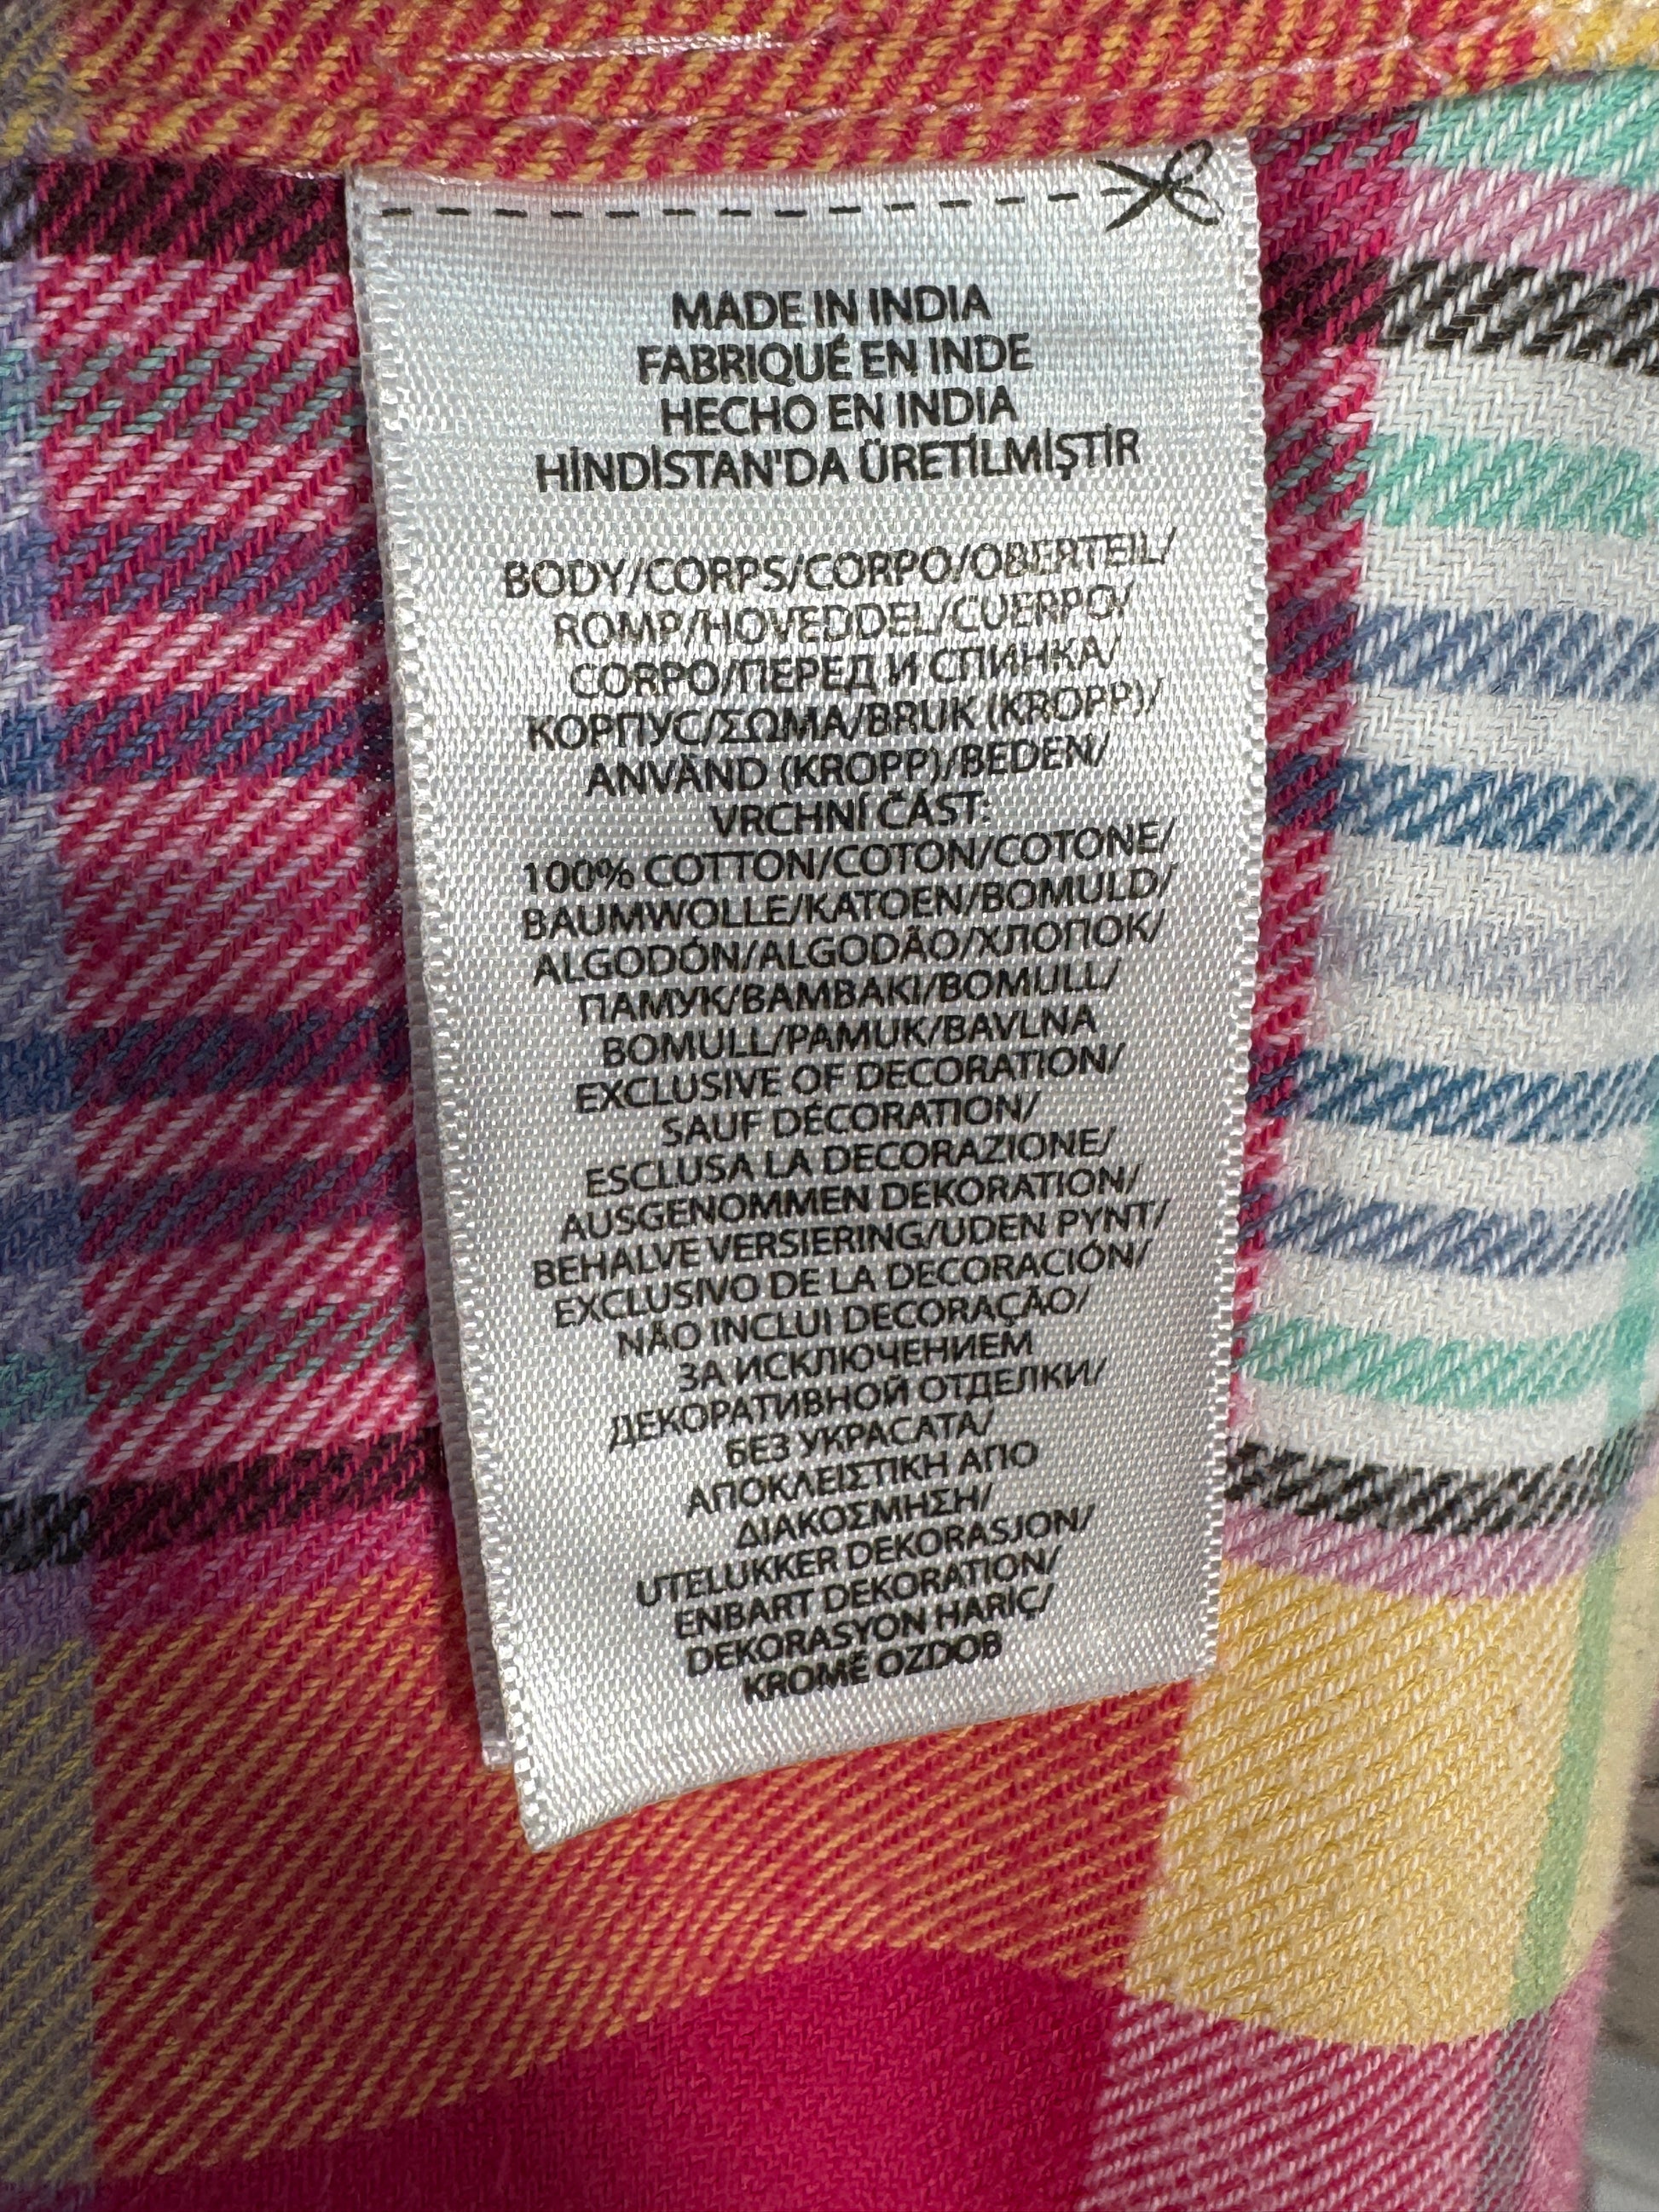 MADE IN INDIA
FABRIQUÉ EN INDE
HECHO EN INDIA
HİNDİSTAN'DA ÜRETİLMİŞTİR
BODY/CORPS/CORPO/OBERTEIL/
ROMP/HOVEDDEL/CUERPO/
CORPO/ПЕРЕД И СПИНКА/
КОРПУС/ΣΩΜΑ/BRUK (KROPP)/
ANVÄND (KROPP)/BEDEN/
VRCHNÍ ČÁST:
100% COTTON/COTON/COTONE/
BAUMWOLLE/KATOEN/BOMULD/
ALGODÓN/ALGODÃO/ХЛОПОК/
ПАМУК/ΒΑΜΒΑΚΙ/BOMULL/
BOMULL/PAMUK/BAVLNA
EXCLUSIVE OF DECORATION/
SAUF DÉCORATION/
ESCLUSA LA DECORAZIONE/
AUSGENOMMEN DEKORATION/
BEHALVE VERSIERING/UDEN PYNT/
EXCLUSIVO DE LA DECORACIÓN/
NÃO INCLUI DECORAÇÃO/
ЗА ИСКЛЮЧЕНИЕМ
ДЕКОРАТИВНОЙ ОТДЕЛКИ/
БЕЗ УКРАСАТА/
ΑΠΟΚΛΕΙΣΤΙΚΗ ΑΠΟ
ΔΙΑΚΟΣΜΗΣΗ/
UTELUKKER DEKORASJON/
ENBART DEKORATION/
DEKORASYON HARİÇ/
KROMĚ OZDOB